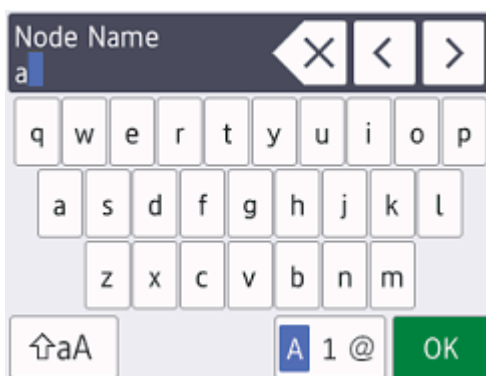 Node Name
a
q w e r t y u i o p
a s d f g h j k l
z x c v b n m
⇧aA A 1 @ OK